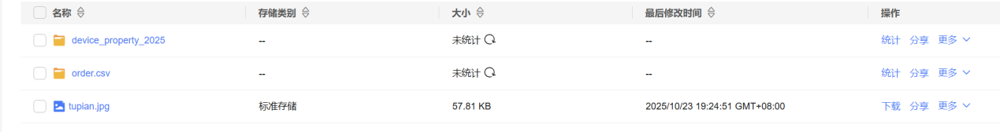 名称 存储类别 大小 最后修改时间 操作
device_property_2025 -- 未统计 -- 统计 分享 更多
order.csv -- 未统计 -- 统计 分享 更多
tupian.jpg 标准存储 57.81 KB 2025/10/23 19:24:51 GMT+08:00 下载 分享 更多